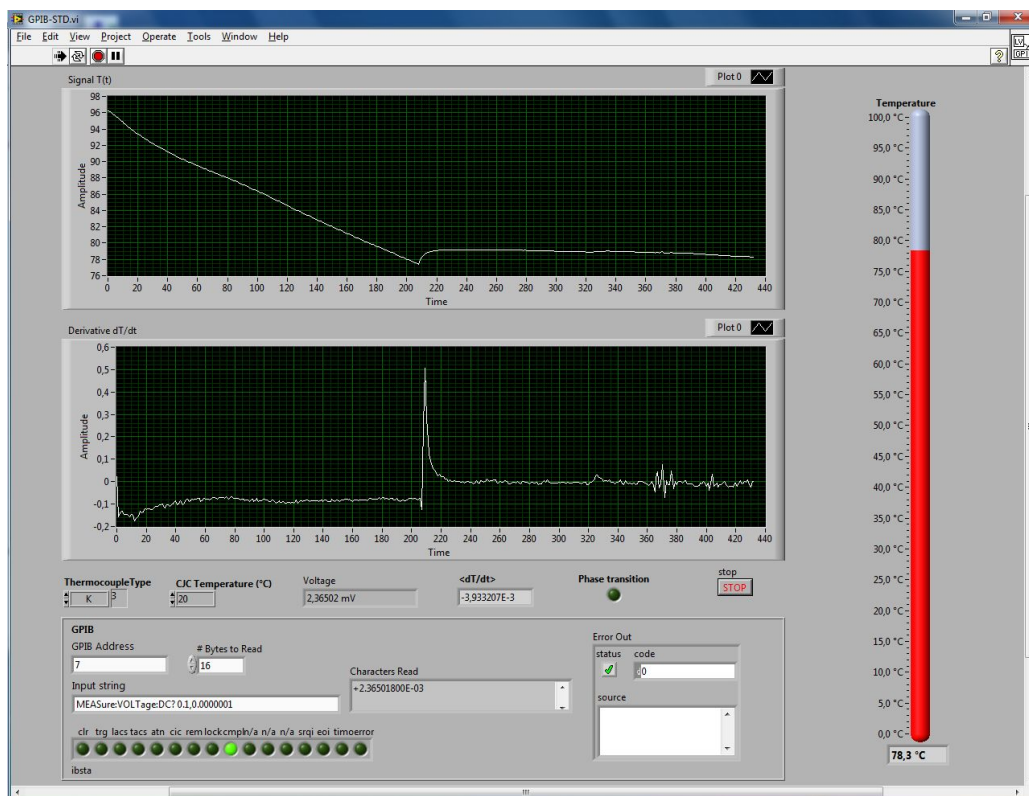 GPIB-STD.vi
File Edit View Project Operate Tools Window Help
Signal T(t)
Plot 0
98
96
94
92
90
88
86
84
82
80
78
76
Amplitude
0 20 40 60 80 100 120 140 160 180 200 220 240 260 280 300 320 340 360 380 400 420 440
Time
Derivative dT/dt
Plot 0
0,6
0,5
0,4
0,3
0,2
0,1
0
-0,1
-0,2
Amplitude
0 20 40 60 80 100 120 140 160 180 200 220 240 260 280 300 320 340 360 380 400 420 440
Time
Temperature
100,0 °C
95,0 °C
90,0 °C
85,0 °C
80,0 °C
75,0 °C
70,0 °C
65,0 °C
60,0 °C
55,0 °C
50,0 °C
45,0 °C
40,0 °C
35,0 °C
30,0 °C
25,0 °C
20,0 °C
15,0 °C
10,0 °C
5,0 °C
0,0 °C
78,3 °C
ThermocoupleType
K 3
CJC Temperature (°C)
20
Voltage
2,36502 mV
<dT/dt>
-3,933207E-3
Phase transition
stop
STOP
GPIB
GPIB Address
7
# Bytes to Read
16
Input string
MEASure:VOLTage:DC? 0.1,0.0000001
Characters Read
+2.36501800E-03
Error Out
status code
0
source
clr trg lacs tacs atn cic rem lock cmpl n/a n/a n/a srqi eoi timo error
ibsta